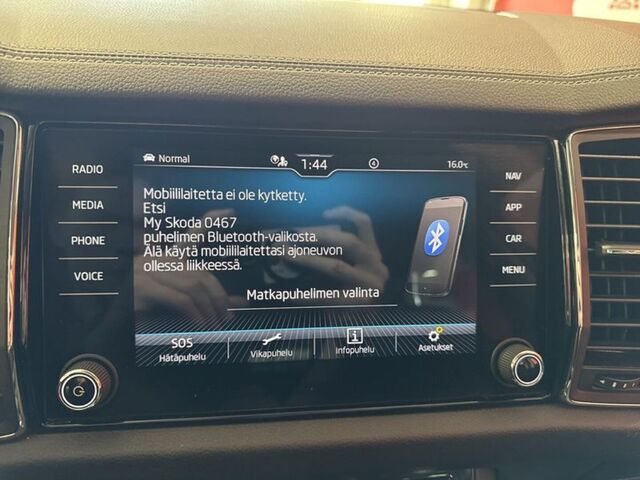 Normal
1:44
4
16.0°C
RADIO
MEDIA
PHONE
VOICE
NAV
APP
CAR
MENU
Mobiililaitetta ei ole kytketty.
Etsi
My Skoda 0467
puhelimen Bluetooth-valikosta.
Älä käytä mobiililaitettasi ajoneuvon
ollessa liikkeessä.
Matkapuhelimen valinta
SOS
Hätäpuhelu
Vikapuhelu
Infopuhelu
Asetukset